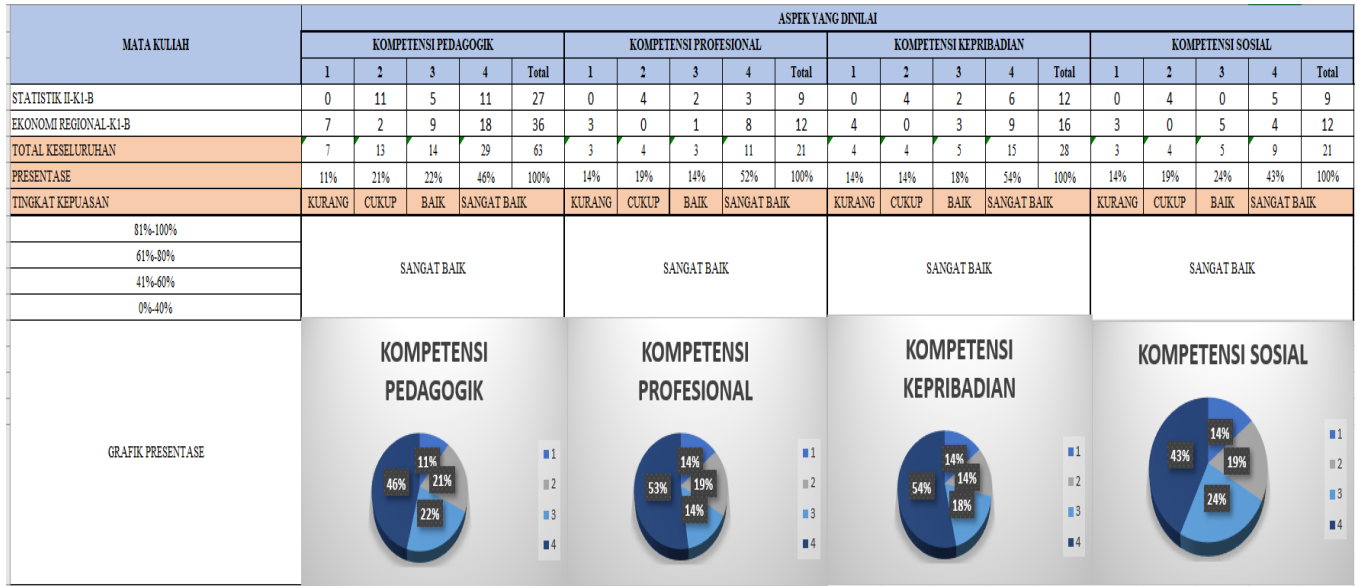 ASPEK YANG DINILAI
MATA KULIAH
KOMPETENSI PEDAGOGIK KOMPETENSI PROFESIONAL KOMPETENSI KEPRIBADIAN KOMPETENSI SOSIAL
1 2 3 4 Total 1 2 3 4 Total 1 2 3 4 Total 1 2 3 4 Total
STATISTIK II-K1-B 0 11 5 11 27 0 4 2 3 9 0 4 2 6 12 0 4 0 5 9
EKONOMI REGIONAL-K1-B 7 2 9 18 36 3 0 1 8 12 4 0 3 9 16 3 0 5 4 12
TOTAL KESELURUHAN 7 13 14 29 63 3 4 3 11 21 4 4 5 15 28 3 4 5 9 21
PRESENTASE 11% 21% 22% 46% 100% 14% 19% 14% 52% 100% 14% 14% 18% 54% 100% 14% 19% 24% 43% 100%
TINGKAT KEPUASAN KURANG CUKUP BAIK SANGAT BAIK KURANG CUKUP BAIK SANGAT BAIK KURANG CUKUP BAIK SANGAT BAIK KURANG CUKUP BAIK SANGAT BAIK
81%-100%
61%-80%
41%-60%
0%-40%
SANGAT BAIK SANGAT BAIK SANGAT BAIK SANGAT BAIK
GRAFIK PRESENTASE
KOMPETENSI
PEDAGOGIK
11%
21%
22%
46%
1
2
3
4
KOMPETENSI
PROFESIONAL
14%
19%
14%
53%
1
2
3
4
KOMPETENSI
KEPRIBADIAN
14%
14%
18%
54%
1
2
3
4
KOMPETENSI SOSIAL
14%
19%
24%
43%
1
2
3
4